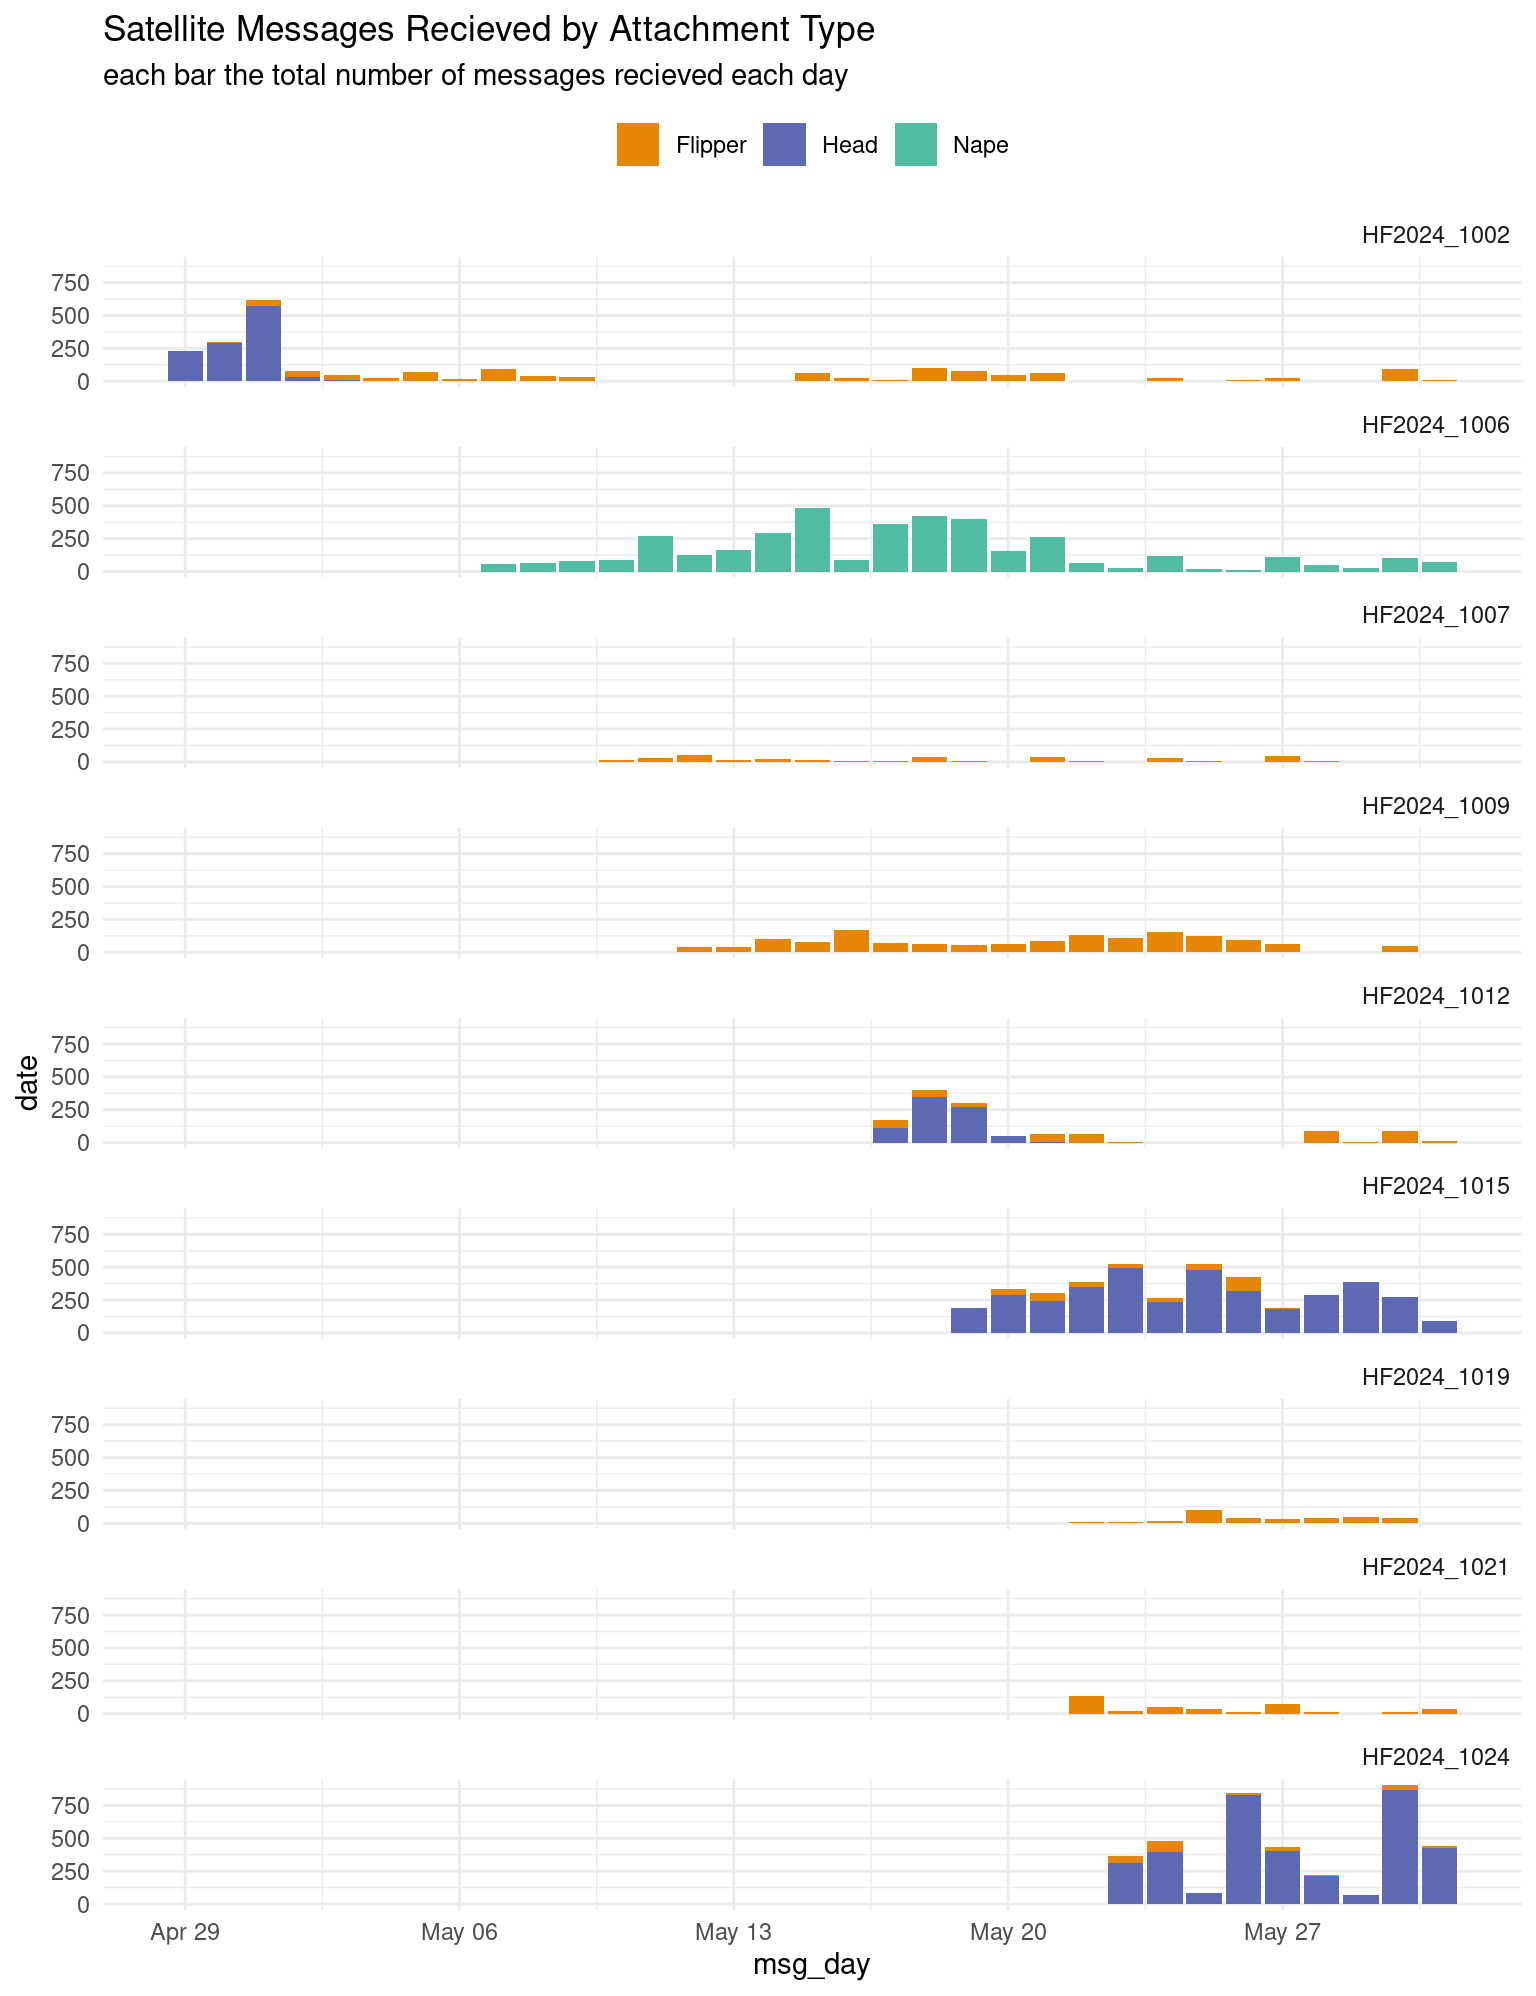 Satellite Messages Recieved by Attachment Type
each bar the total number of messages recieved each day
Flipper Head Nape
HF2024_1002
750
500
250
0
HF2024_1006
750
500
250
0
HF2024_1007
750
500
250
0
HF2024_1009
750
500
250
0
HF2024_1012
750
500
250
0
date
HF2024_1015
750
500
250
0
HF2024_1019
750
500
250
0
HF2024_1021
750
500
250
0
HF2024_1024
750
500
250
0
Apr 29 May 06 May 13 May 20 May 27
msg_day